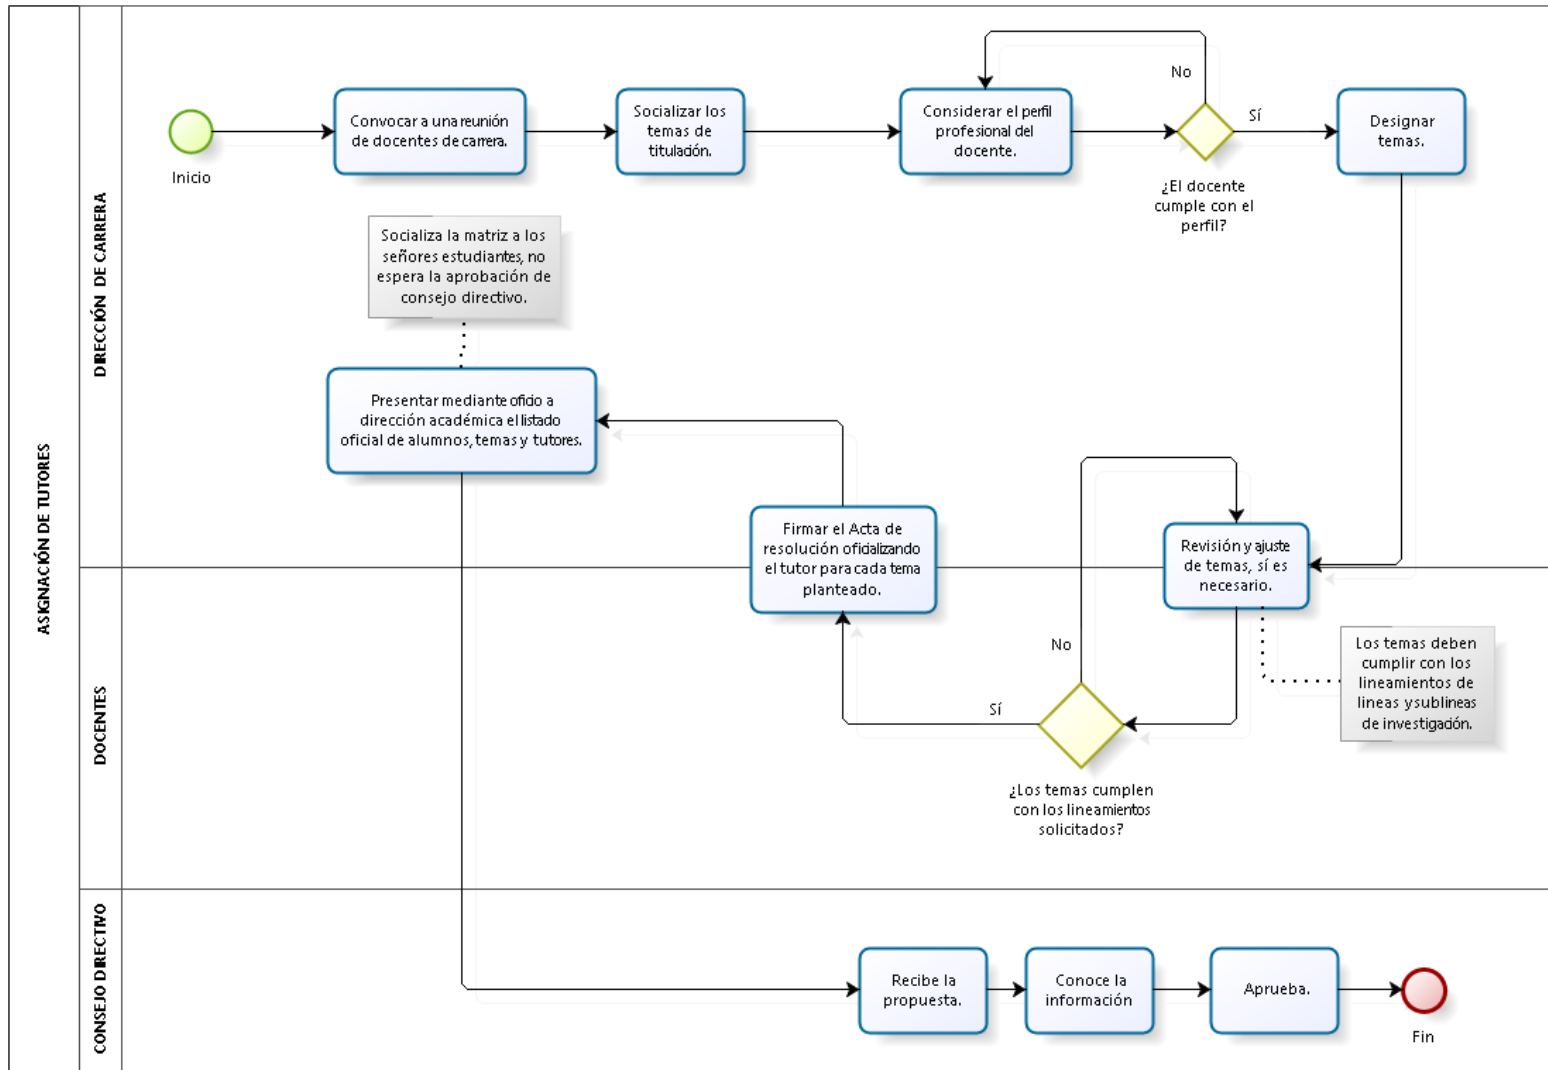 ASIGNACIÓN DE TUTORES
DIRECCIÓN DE CARRERA
Inicio
Convocar a una reunión
de docentes de carrera.
Socializar los
temas de
titulación.
Considerar el perfil
profesional del
docente.
No
Sí
¿El docente
cumple con el
perfil?
Designar
temas.
Socializa la matriz a los
señores estudiantes, no
espera la aprobación de
consejo directivo.
Presentar mediante oficio a
dirección académica el listado
oficial de alumnos, temas y tutores.
Firmar el Acta de
resolución oficializando
el tutor para cada tema
planteado.
Revisión y ajuste
de temas, sí es
necesario.
DOCENTES
No
Sí
¿Los temas cumplen
con los lineamientos
solicitados?
Los temas deben
cumplir con los
lineamientos de
lineas y sublineas
de investigación.
CONSEJO DIRECTIVO
Recibe la
propuesta.
Conoce la
información
Aprueba.
Fin